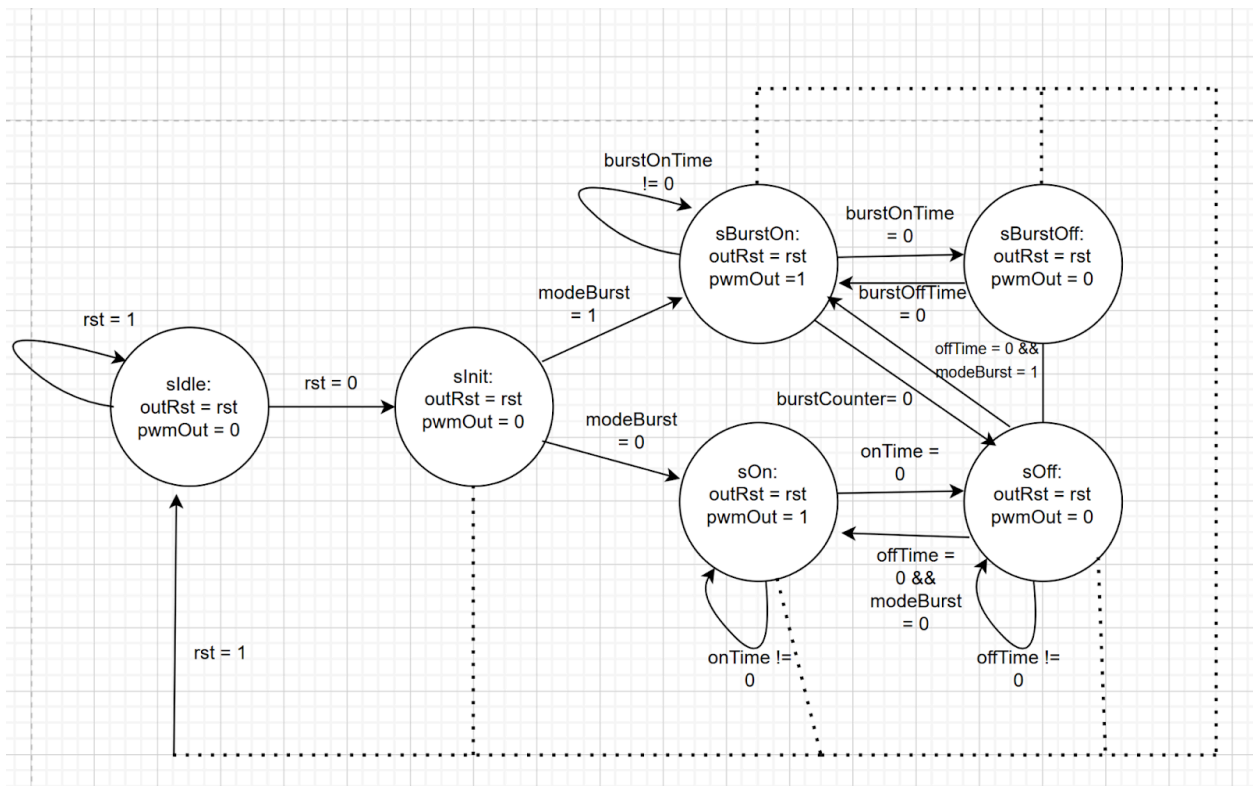 burstOnTime
!= 0
sBurstOn:
outRst = rst
pwmOut =1
burstOnTime
= 0
sBurstOff:
outRst = rst
pwmOut = 0
burstOffTime
= 0
modeBurst
= 1
rst = 1
sIdle:
outRst = rst
pwmOut = 0
rst = 0
sInit:
outRst = rst
pwmOut = 0
offTime = 0 &&
modeBurst = 1
burstCounter= 0
modeBurst
= 0
sOn:
outRst = rst
pwmOut = 1
onTime =
0
sOff:
outRst = rst
pwmOut = 0
offTime =
0 &&
modeBurst
= 0
rst = 1
onTime !=
0
offTime !=
0